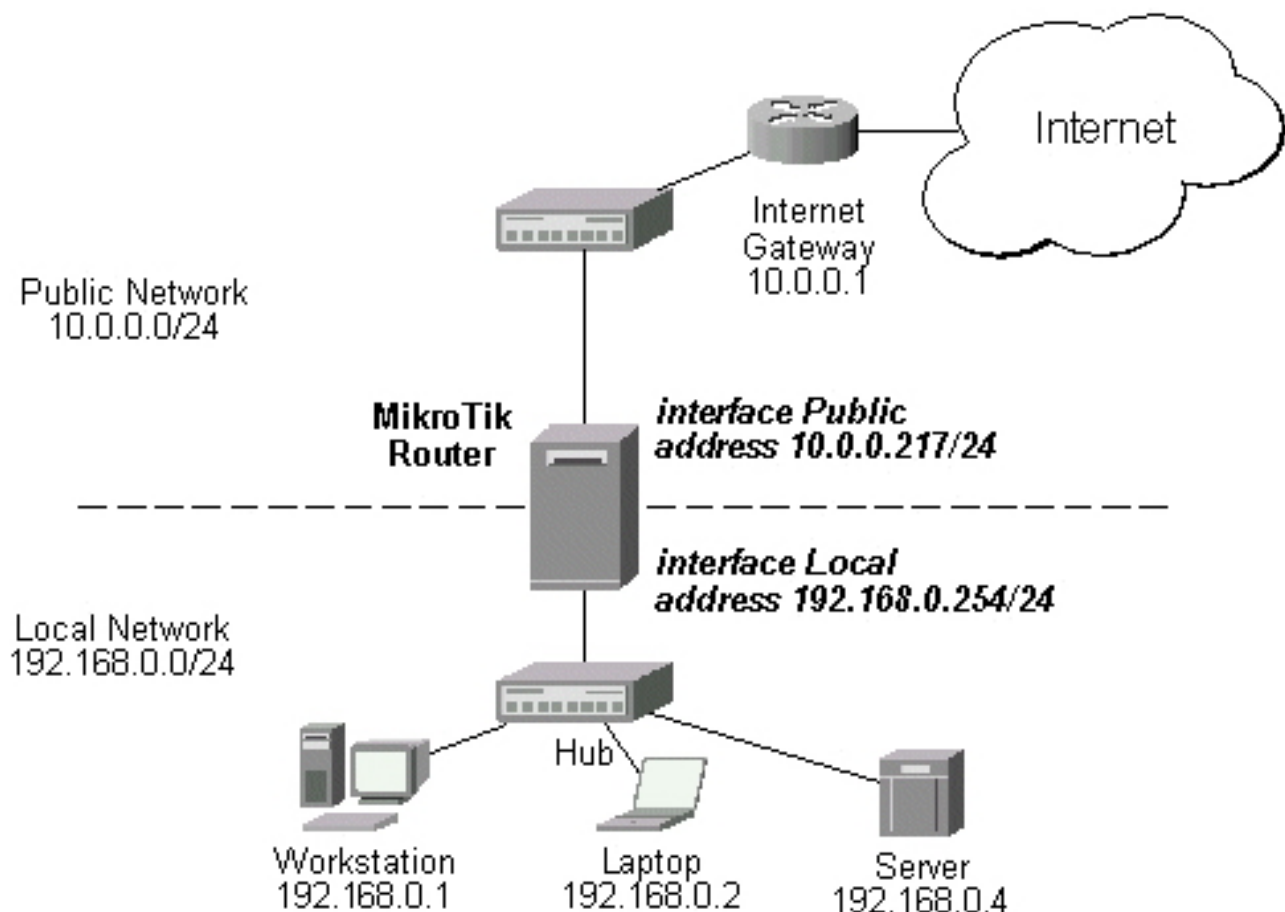 Internet
Internet
Gateway
10.0.0.1
Public Network
10.0.0.0/24
MikroTik
Router
interface Public
address 10.0.0.217/24
interface Local
address 192.168.0.254/24
Local Network
192.168.0.0/24
Hub
Workstation
192.168.0.1
Laptop
192.168.0.2
Server
192.168.0.4